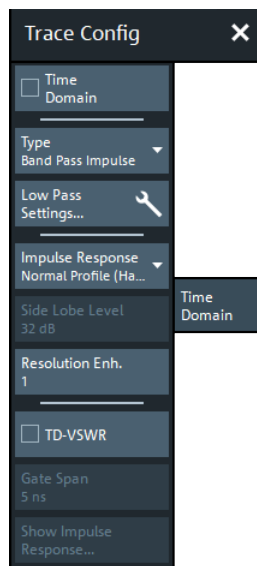 Trace Config
Time
Domain
Type
Band Pass Impulse
Low Pass
Settings...
Impulse Response
Normal Profile (Ha...
Side Lobe Level
32 dB
Resolution Enh.
1
TD-VSWR
Gate Span
5 ns
Show Impulse
Response...
Time
Domain